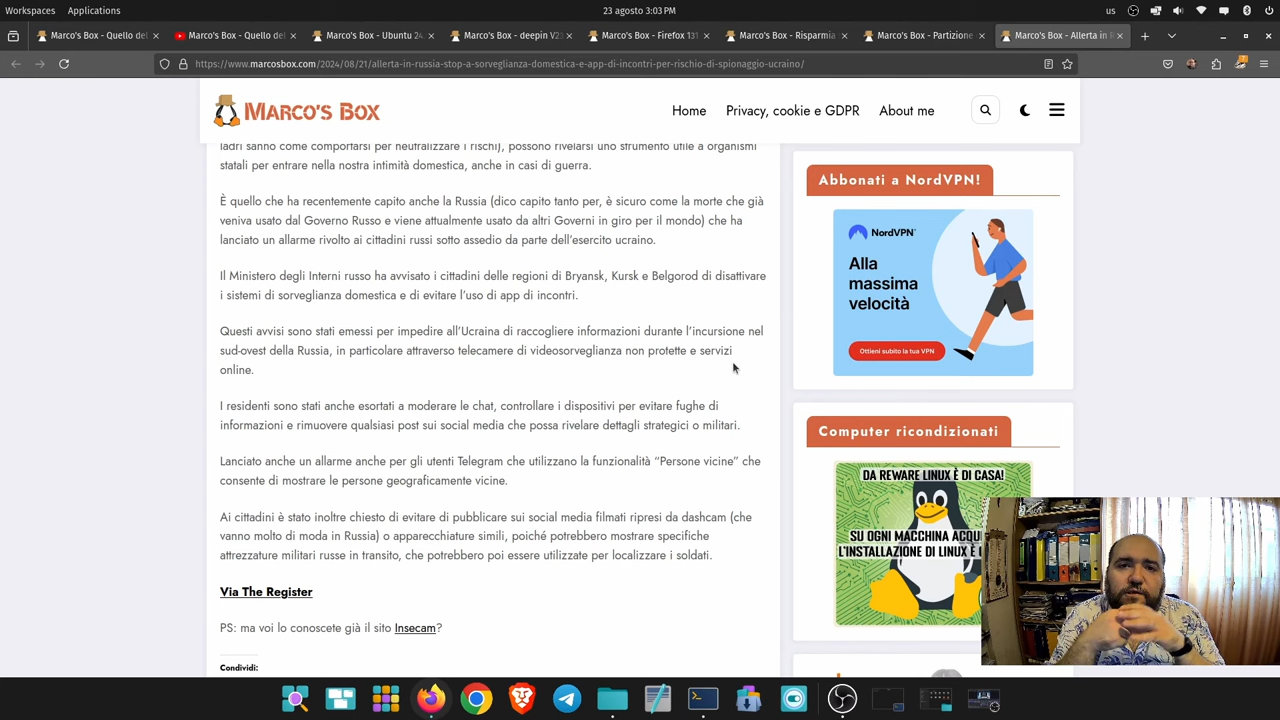 Workspaces Applications 23 agosto 3:03 PM us
Marco's Box - Quello del Marco's Box - Quello del Marco's Box - Ubuntu 24. Marco's Box - deepin V23 Marco's Box - Firefox 131 Marco's Box - Risparmia Marco's Box - Partizione Marco's Box - Allerta in R
https://www.marcosbox.com/2024/08/21/allerta-in-russia-stop-a-sorveglianza-domestica-e-app-di-incontri-per-rischio-di-spionaggio-ucraino/
MARCO'S BOX Home Privacy, cookie e GDPR About me
ladri sanno come comportarsi per neutralizzare i rischi), possono rivelarsi uno strumento utile a organismi
statali per entrare nella nostra intimità domestica, anche in casi di guerra.
È quello che ha recentemente capito anche la Russia (dico capito tanto per, è sicuro come la morte che già
veniva usato dal Governo Russo e viene attualmente usato da altri Governi in giro per il mondo) che ha
lanciato un allarme rivolto ai cittadini russi sotto assedio da parte dell'esercito ucraino.
Il Ministero degli Interni russo ha avvisato i cittadini delle regioni di Bryansk, Kursk e Belgorod di disattivare
i sistemi di sorveglianza domestica e di evitare l'uso di app di incontri.
Questi avvisi sono stati emessi per impedire all'Ucraina di raccogliere informazioni durante l'incursione nel
sud-ovest della Russia, in particolare attraverso telecamere di videosorveglianza non protette e servizi
online.
I residenti sono stati anche esortati a moderare le chat, controllare i dispositivi per evitare fughe di
informazioni e rimuovere qualsiasi post sui social media che possa rivelare dettagli strategici o militari.
Lanciato anche un allarme anche per gli utenti Telegram che utilizzano la funzionalità “Persone vicine” che
consente di mostrare le persone geograficamente vicine.
Ai cittadini è stato inoltre chiesto di evitare di pubblicare sui social media filmati ripresi da dashcam (che
vanno molto di moda in Russia) o apparecchiature simili, poiché potrebbero mostrare specifiche
attrezzature militari russe in transito, che potrebbero poi essere utilizzate per localizzare i soldati.
Via The Register
PS: ma voi lo conoscete già il sito Insecam?
Condividi:
Abbonati a NordVPN!
NordVPN
Alla
massima
velocità
Ottieni subito la tua VPN
Computer ricondizionati
DA REWARE LINUX È DI CASA!
SU OGNI MACCHINA ACQUI
L'INSTALLAZIONE DI LINUX È